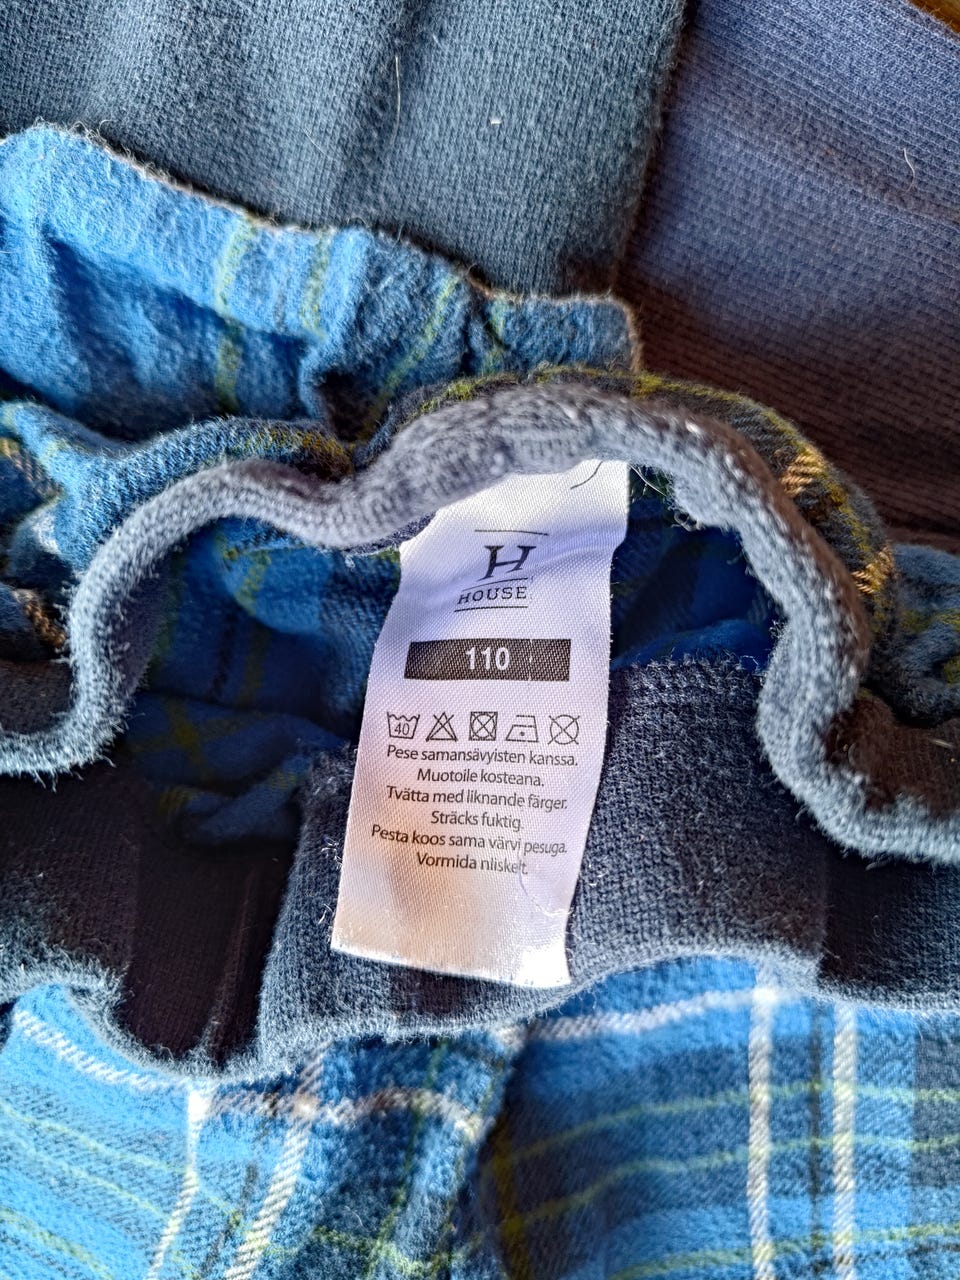 H
HOUSE
110
40
Pese samansävyisten kanssa.
Muotoile kosteana.
Tvätta med liknande färger.
Sträcks fuktig.
Pesta koos sama värvi pesuga.
Vormida niiskelt.